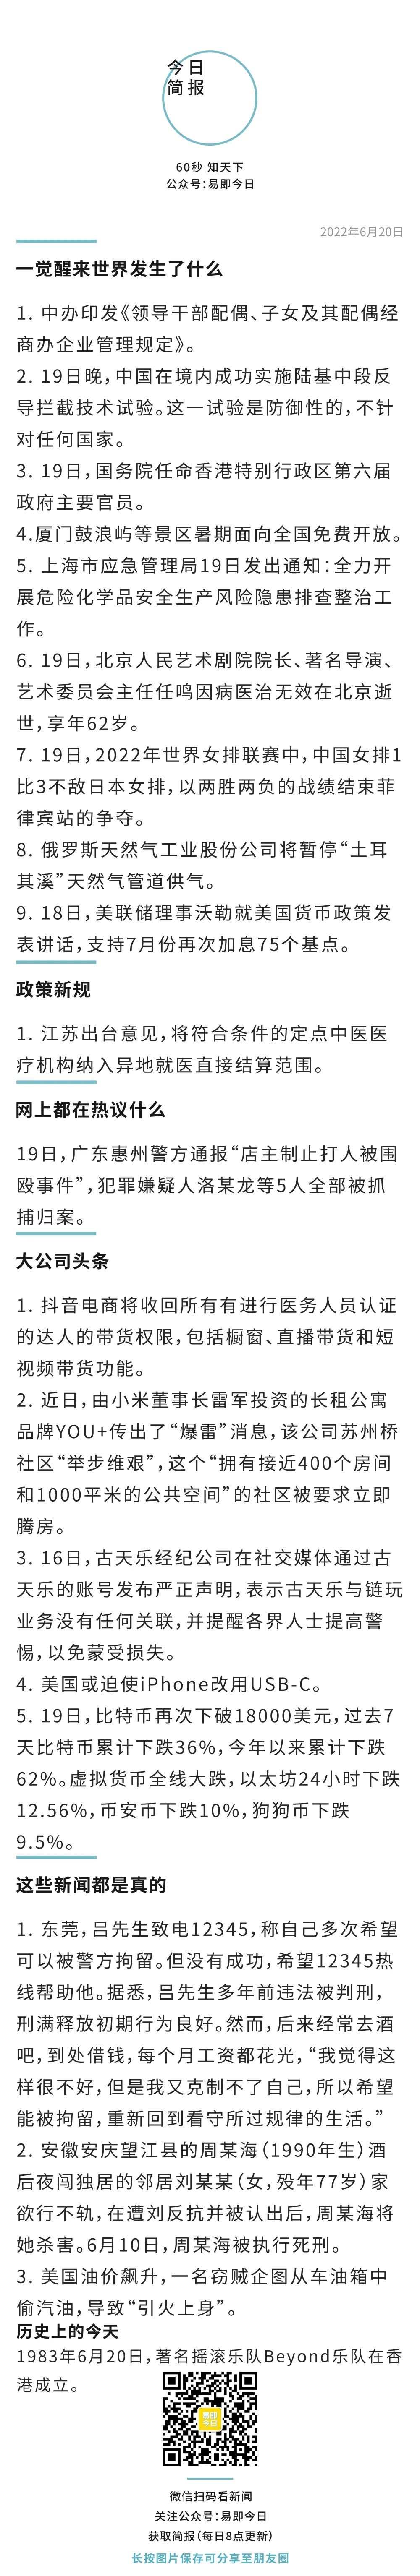 今日
简报
60秒 知天下
公众号：易即今日
2022年6月20日
一觉醒来世界发生了什么
1. 中办印发《领导干部配偶、子女及其配偶经
商办企业管理规定》。
2. 19日晚，中国在境内成功实施陆基中段反
导拦截技术试验。这一试验是防御性的，不针
对任何国家。
3. 19日，国务院任命香港特别行政区第六届
政府主要官员。
4.厦门鼓浪屿等景区暑期面向全国免费开放。
5. 上海市应急管理局19日发出通知：全力开
展危险化学品安全生产风险隐患排查整治工
作。
6. 19日，北京人民艺术剧院院长、著名导演、
艺术委员会主任任鸣因病医治无效在北京逝
世，享年62岁。
7. 19日，2022年世界女排联赛中，中国女排1
比3不敌日本女排，以两胜两负的战绩结束菲
律宾站的争夺。
8. 俄罗斯天然气工业股份公司将暂停“土耳
其溪”天然气管道供气。
9. 18日，美联储理事沃勒就美国货币政策发
表讲话，支持7月份再次加息75个基点。
政策新规
1. 江苏出台意见，将符合条件的定点中医医
疗机构纳入异地就医直接结算范围。
网上都在热议什么
19日，广东惠州警方通报“店主制止打人被围
殴事件”，犯罪嫌疑人洛某龙等5人全部被抓
捕归案。
大公司头条
1. 抖音电商将收回所有有进行医务人员认证
的达人的带货权限，包括橱窗、直播带货和短
视频带货功能。
2. 近日，由小米董事长雷军投资的长租公寓
品牌YOU+传出了“爆雷”消息，该公司苏州桥
社区“举步维艰”，这个“拥有接近400个房间
和1000平米的公共空间”的社区被要求立即
腾房。
3. 16日，古天乐经纪公司在社交媒体通过古
天乐的账号发布严正声明，表示古天乐与链玩
业务没有任何关联，并提醒各界人士提高警
惕，以免蒙受损失。
4. 美国或迫使iPhone改用USB-C。
5. 19日，比特币再次下破18000美元，过去7
天比特币累计下跌36%，今年以来累计下跌
62%。虚拟货币全线大跌，以太坊24小时下跌
12.56%，币安币下跌10%，狗狗币下跌
9.5%。
这些新闻都是真的
1. 东莞，吕先生致电12345，称自己多次希望
可以被警方拘留。但没有成功，希望12345热
线帮助他。据悉，吕先生多年前违法被判刑，
刑满释放初期行为良好。然而，后来经常去酒
吧，到处借钱，每个月工资都花光，“我觉得这
样很不好，但是我又克制不了自己，所以希望
能被拘留，重新回到看守所过规律的生活。”
2. 安徽安庆望江县的周某海（1990年生）酒
后夜闯独居的邻居刘某某（女，殁年77岁）家
欲行不轨，在遭刘反抗并被认出后，周某海将
她杀害。6月10日，周某海被执行死刑。
3. 美国油价飙升，一名窃贼企图从车油箱中
偷汽油，导致“引火上身”。
历史上的今天
1983年6月20日，著名摇滚乐队Beyond乐队在香
港成立。
易即
今日
微信扫码看新闻
关注公众号：易即今日
获取简报（每日8点更新）
长按图片保存可分享至朋友圈